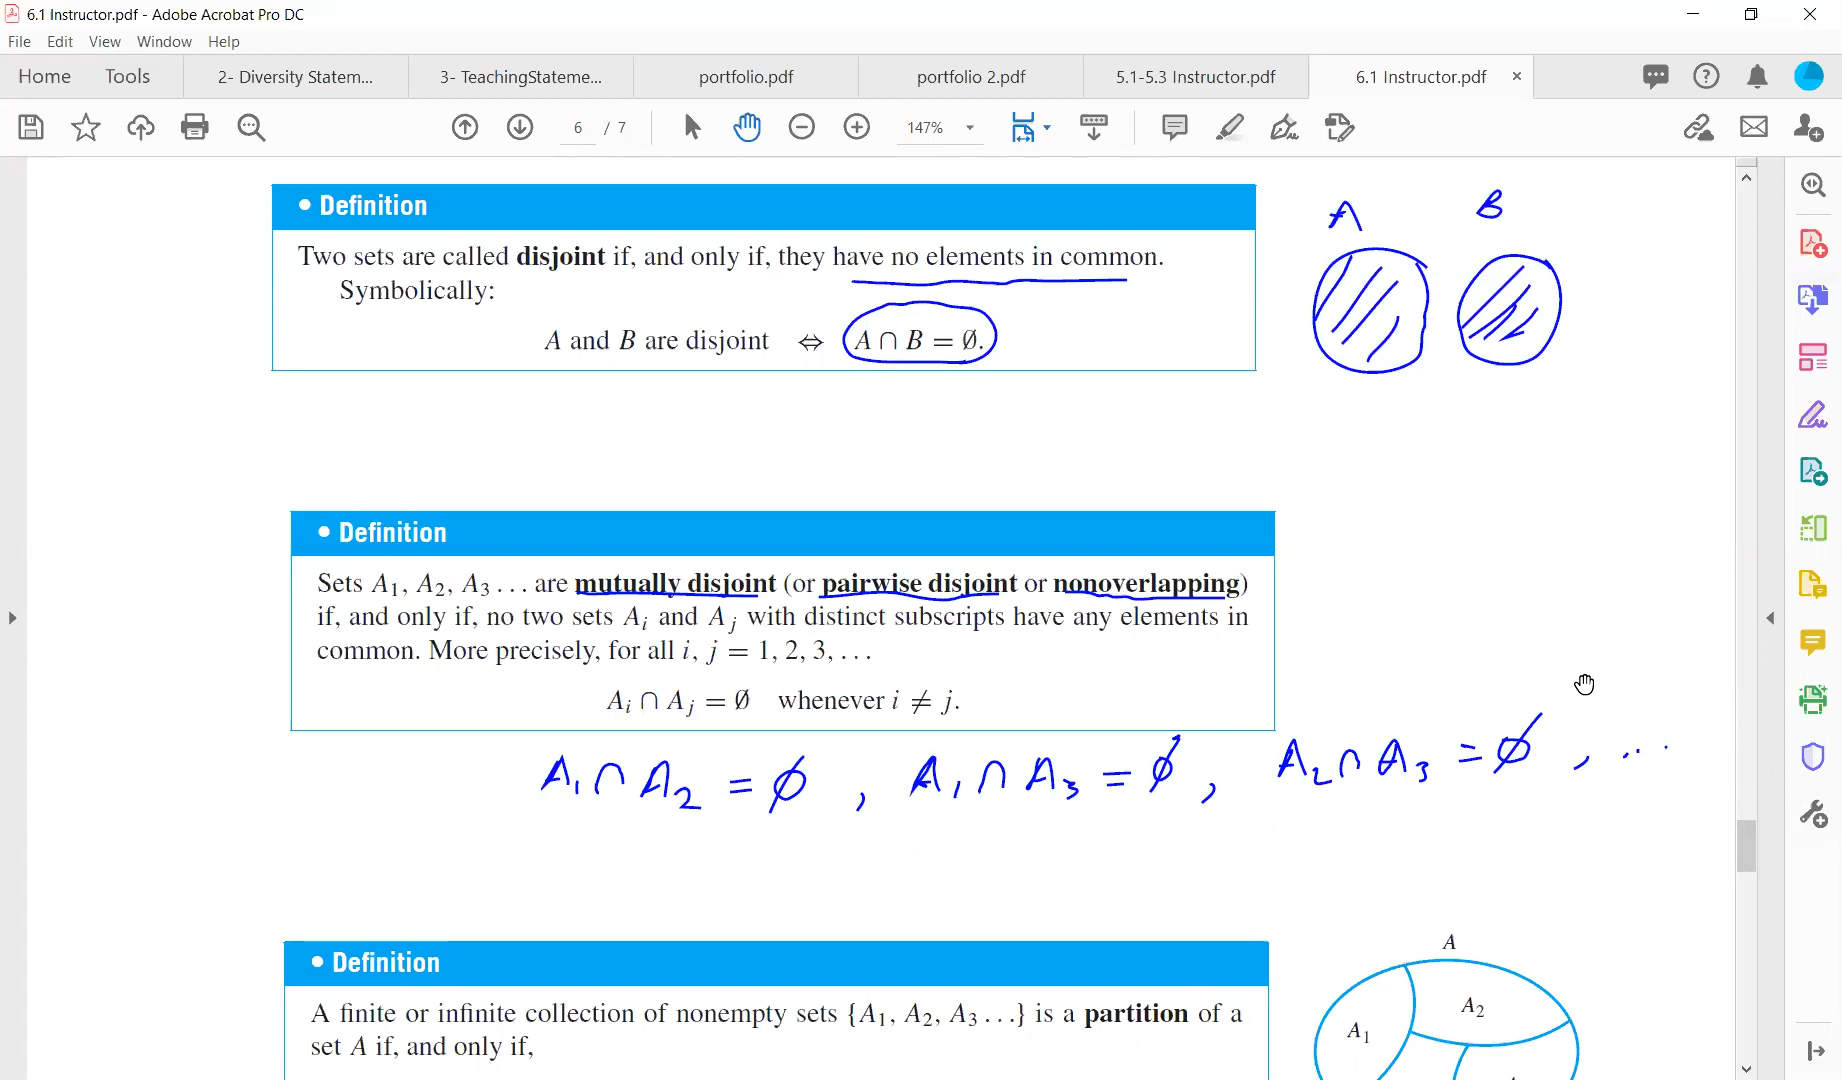 6.1 Instructor.pdf - Adobe Acrobat Pro DC
File Edit View Window Help
Home Tools 2- Diversity Statem... 3- TeachingStateme... portfolio.pdf portfolio 2.pdf 5.1-5.3 Instructor.pdf 6.1 Instructor.pdf ×
6 / 7 147%
• Definition
Two sets are called disjoint if, and only if, they have no elements in common.
Symbolically:
A and B are disjoint ⇔ A ∩ B = ∅.
A B
• Definition
Sets A₁, A₂, A₃ . . . are mutually disjoint (or pairwise disjoint or nonoverlapping)
if, and only if, no two sets Aᵢ and Aⱼ with distinct subscripts have any elements in
common. More precisely, for all i, j = 1, 2, 3, . . .
Aᵢ ∩ Aⱼ = ∅ whenever i ≠ j.
A₁ ∩ A₂ = ∅ , A₁ ∩ A₃ = ∅ , A₂ ∩ A₃ = ∅ , ...
• Definition
A finite or infinite collection of nonempty sets {A₁, A₂, A₃ . . .} is a partition of a
set A if, and only if,
A
A₂
A₁